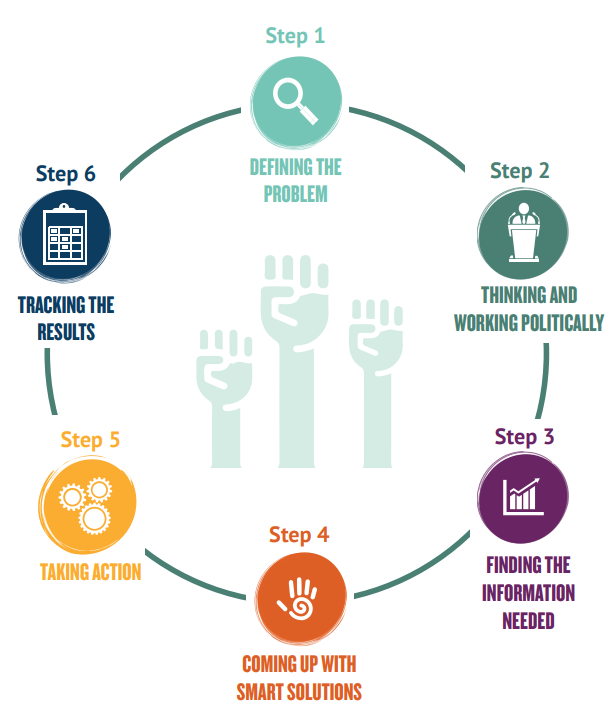 Step 1
DEFINING THE
PROBLEM
Step 2
THINKING AND
WORKING POLITICALLY
Step 3
FINDING THE
INFORMATION
NEEDED
Step 4
COMING UP WITH
SMART SOLUTIONS
Step 5
TAKING ACTION
Step 6
TRACKING THE
RESULTS